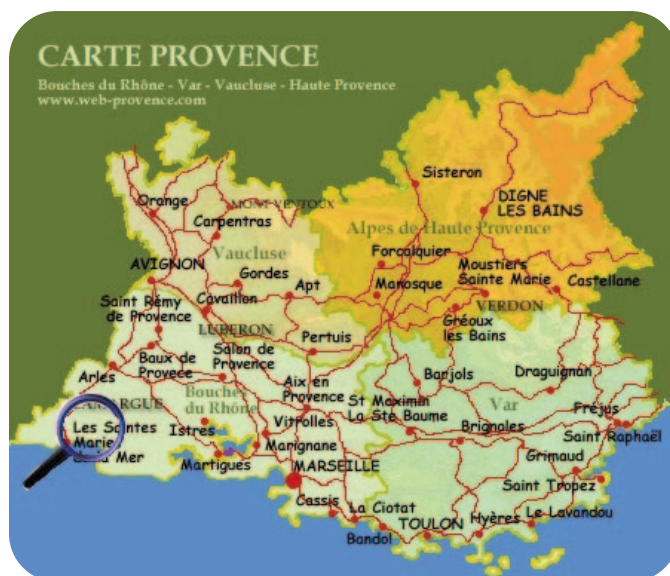 CARTE PROVENCE
Bouches du Rhône - Var - Vaucluse - Haute Provence
www.web-provence.com
Sisteron
Orange
MONT VENTOUX
DIGNE
LES BAINS
Carpentras
Alpes de Haute Provence
Vaucluse
Forcalquier
AVIGNON
Gordes
Moustiers
Sainte Marie
Castellane
Apt
Manosque
Saint Rémy
de Provence
Cavaillon
VERDON
LUBERON
Gréoux
les Bains
Pertuis
Baux de
Provece
Salon de
Provence
Arles
Aix en
Provence
Barjols
Draguignan
Bouches
du Rhône
St Maximin
La Ste Baume
Var
Fréjus
Les Saintes
Marie
Mer
Istres
Vitrolles
Brignoles
Saint Raphaël
Marignane
Grimaud
Martigues
MARSEILLE
Saint Tropez
Cassis
La Ciotat
Le Lavandou
Bandol
TOULON
Hyères